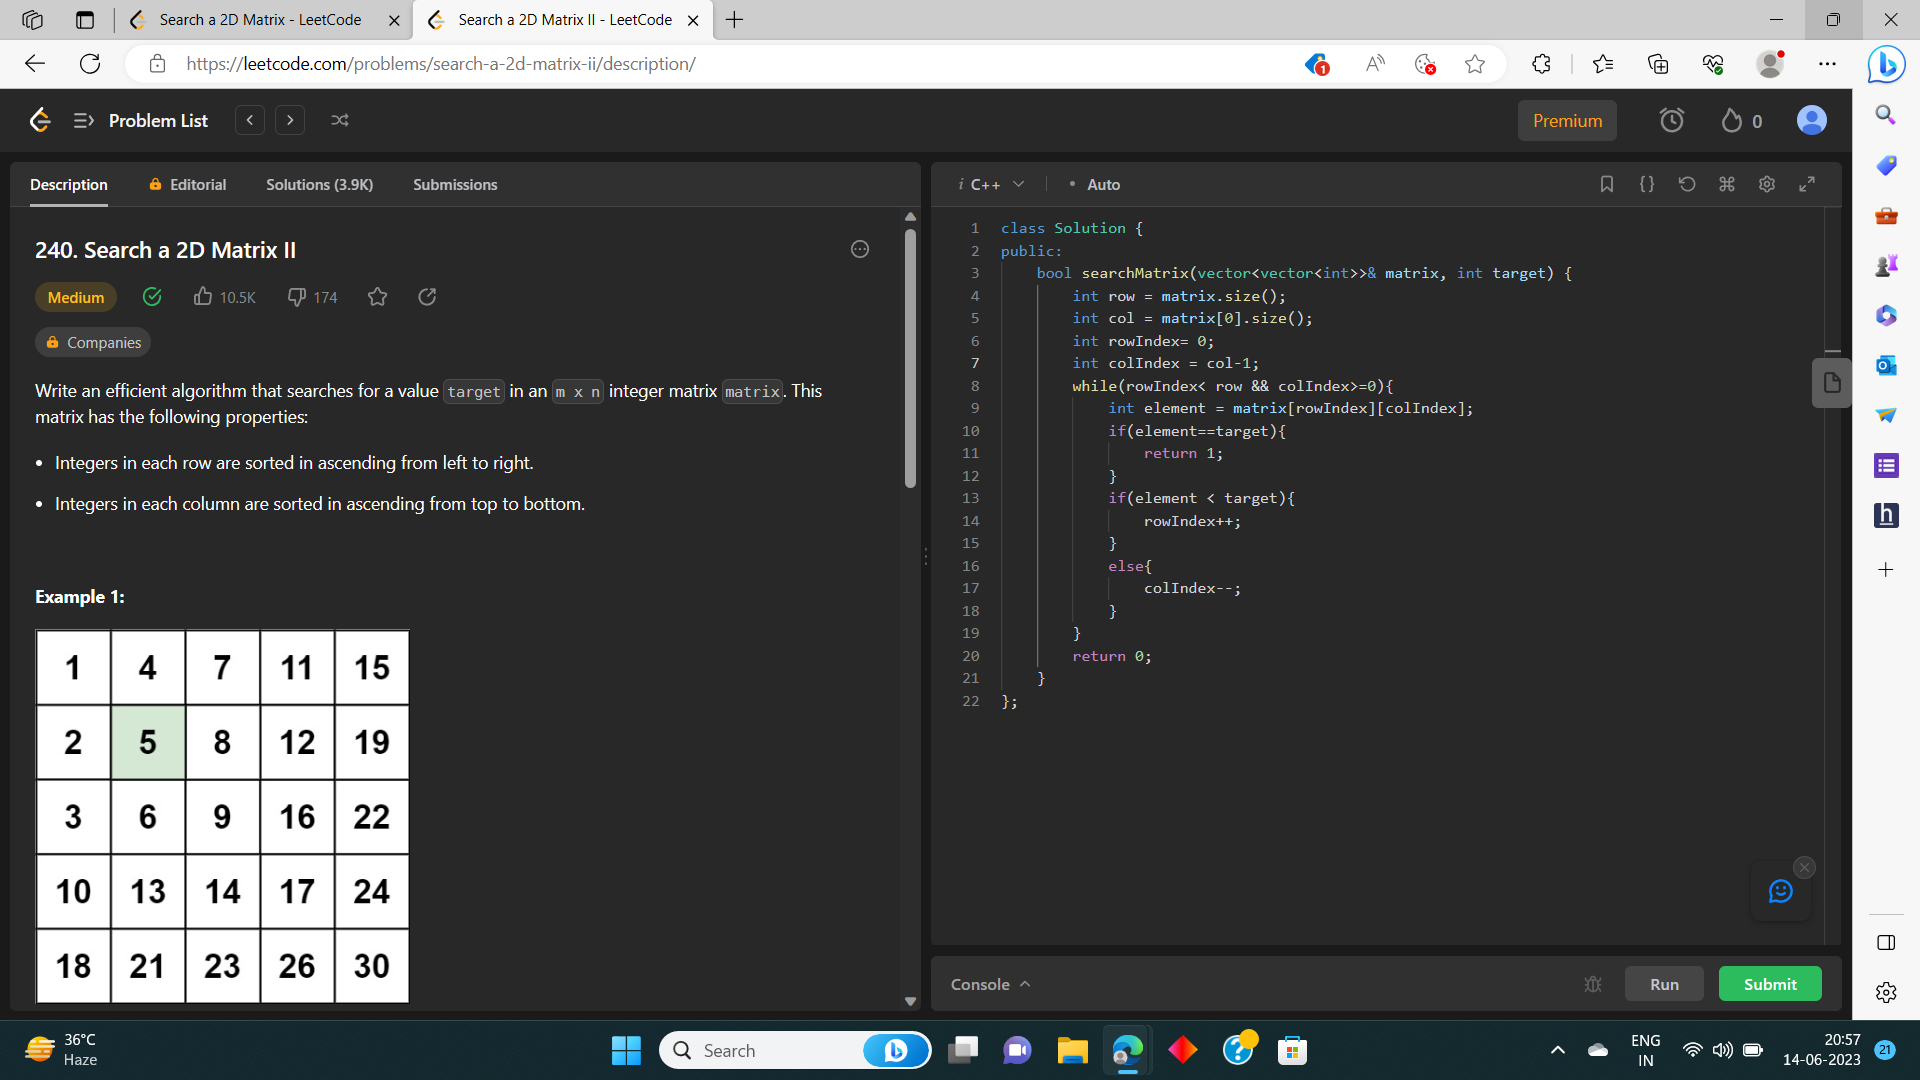 Search a 2D Matrix - LeetCode
Search a 2D Matrix II - LeetCode
https://leetcode.com/problems/search-a-2d-matrix-ii/description/
1
Problem List
Premium
0
Description
Editorial
Solutions (3.9K)
Submissions
240. Search a 2D Matrix II
Medium
10.5K
174
Companies
Write an efficient algorithm that searches for a value target in an m x n integer matrix matrix. This
matrix has the following properties:
• Integers in each row are sorted in ascending from left to right.
• Integers in each column are sorted in ascending from top to bottom.
Example 1:
1 4 7 11 15
2 5 8 12 19
3 6 9 16 22
10 13 14 17 24
18 21 23 26 30
i C++
• Auto
1 class Solution {
2 public:
3     bool searchMatrix(vector<vector<int>>& matrix, int target) {
4         int row = matrix.size();
5         int col = matrix[0].size();
6         int rowIndex= 0;
7         int colIndex = col-1;
8         while(rowIndex< row && colIndex>=0){
9             int element = matrix[rowIndex][colIndex];
10             if(element==target){
11                 return 1;
12             }
13             if(element < target){
14                 rowIndex++;
15             }
16             else{
17                 colIndex--;
18             }
19         }
20         return 0;
21     }
22 };
Console
Run
Submit
36°C
Haze
Search
ENG
IN
20:57
14-06-2023
21